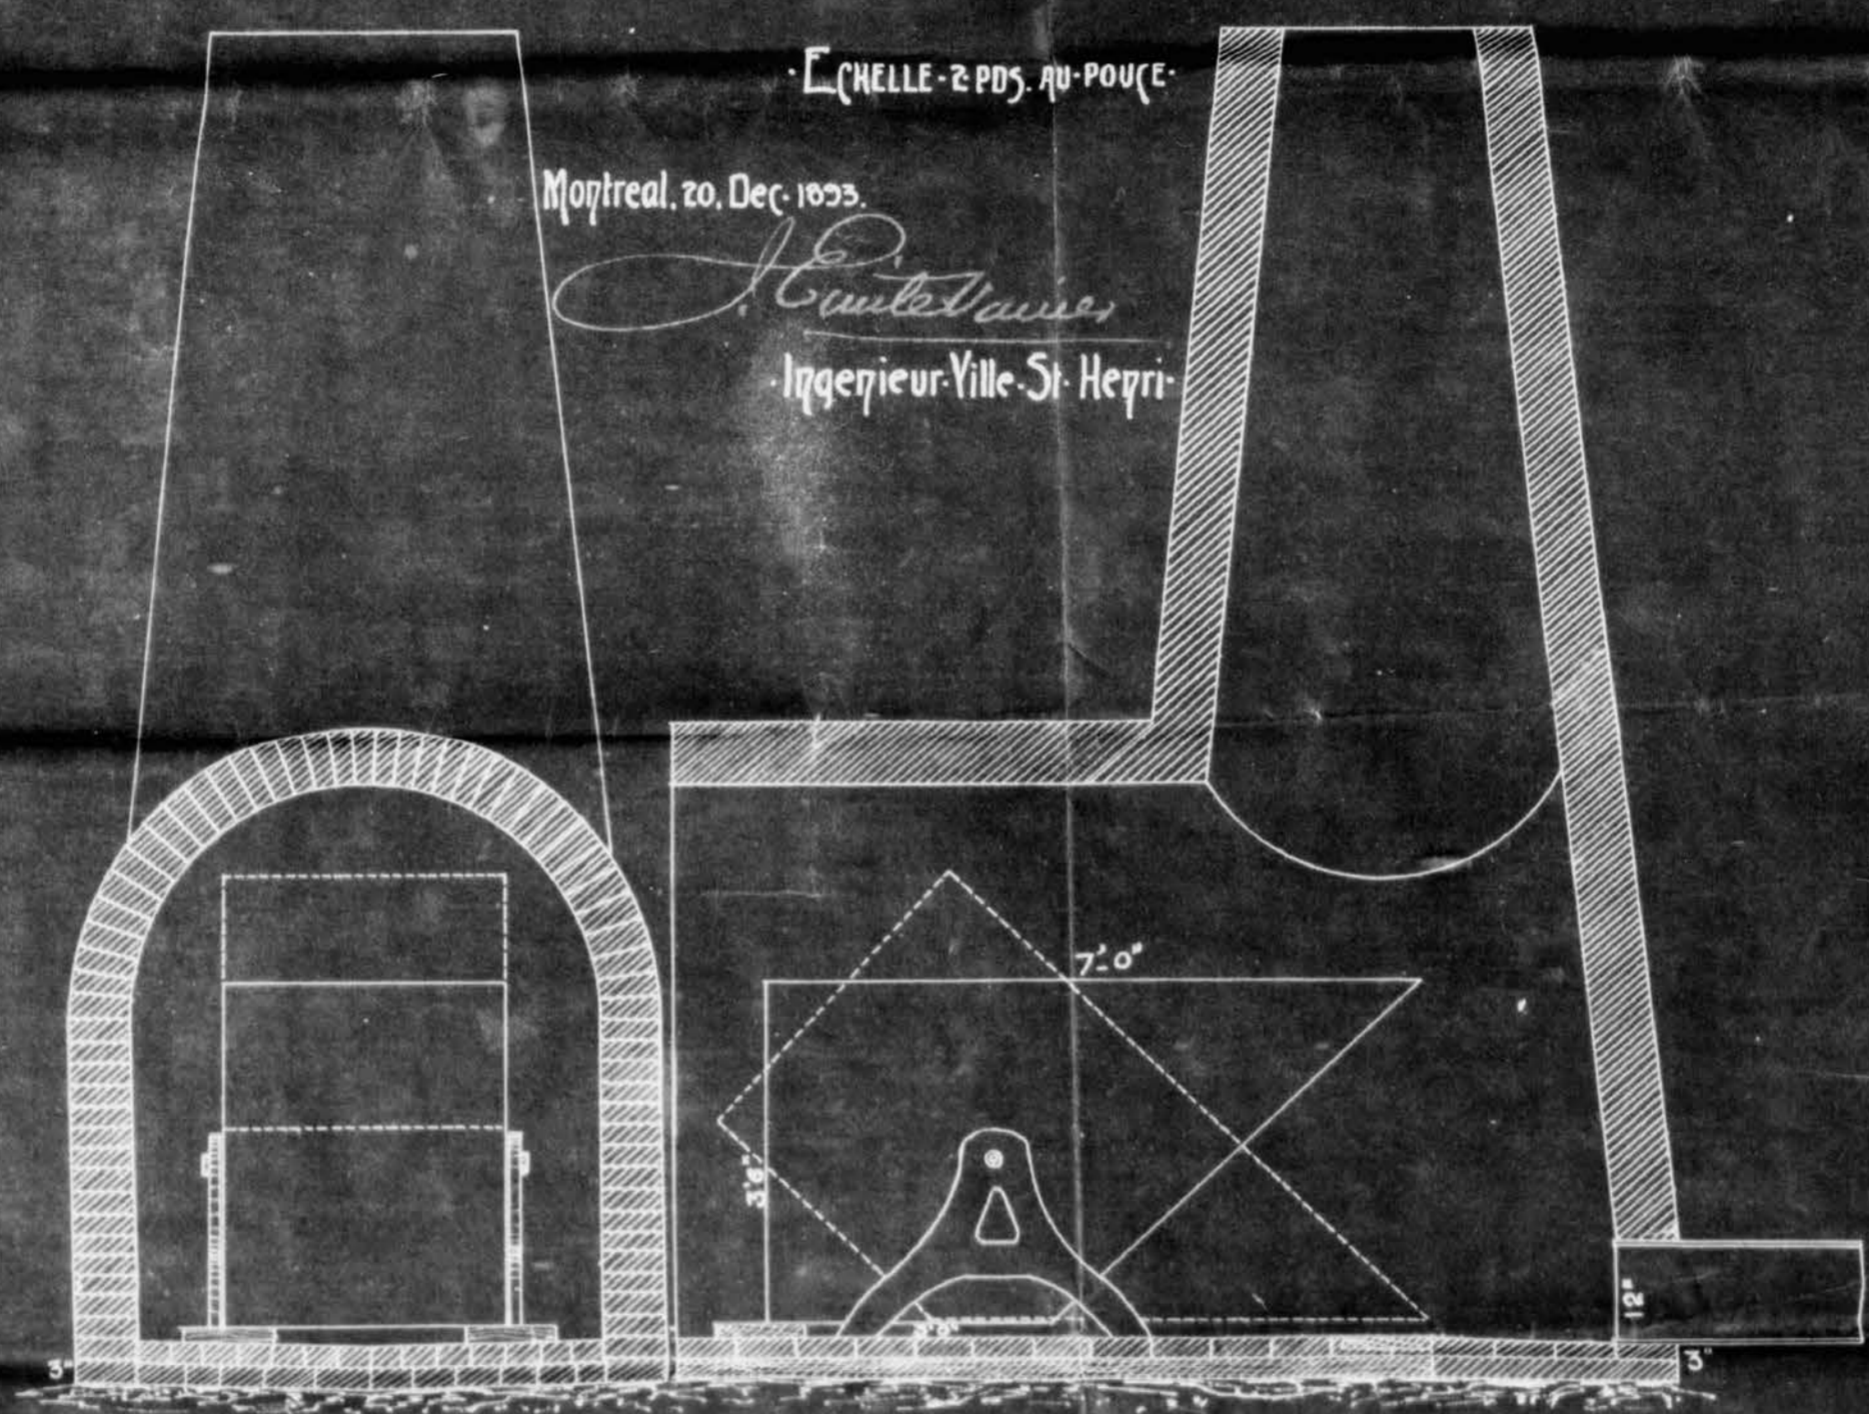 ·ECHELLE·2 PDS. AU·POUCE·
Montreal, 20, Dec. 1893.
·Ingenieur·Ville·St·Henri·
7'-0"
3'8"
12"
3"
3"